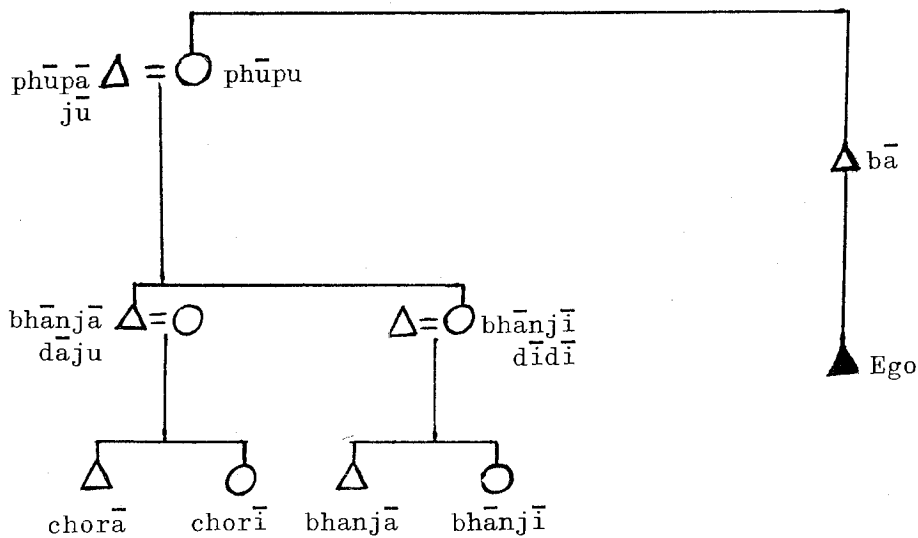 phūpā
jū
phūpu
bā
bhānjā
dāju
bhānjī
dīdī
Ego
chorā
chorī
bhanjā
bhānjī